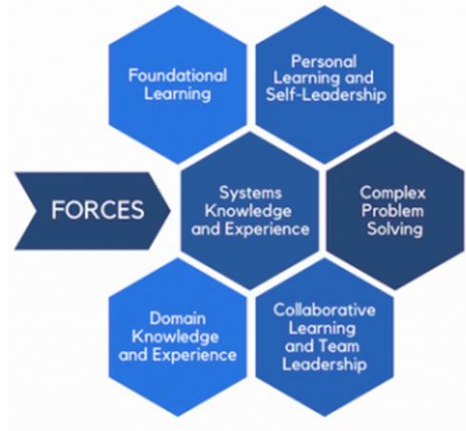 Foundational
Learning
Personal
Learning and
Self-Leadership
FORCES
Systems
Knowledge
and Experience
Complex
Problem
Solving
Domain
Knowledge
and Experience
Collaborative
Learning
and Team
Leadership